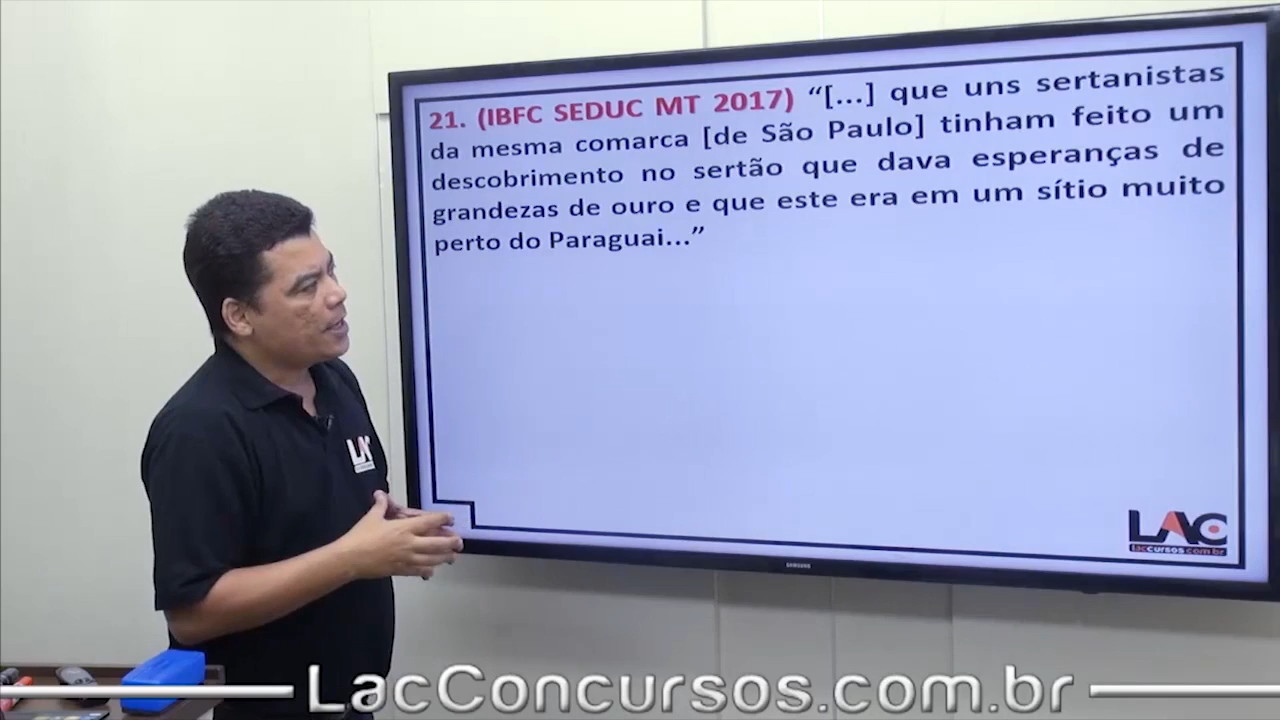 21. (IBFC SEDUC MT 2017) “[...] que uns sertanistas
da mesma comarca [de São Paulo] tinham feito um
descobrimento no sertão que dava esperanças de
grandezas de ouro e que este era em um sítio muito
perto do Paraguai...”
LAC
LAC
laccursos.com.br
SAMSUNG
LacConcursos.com.br